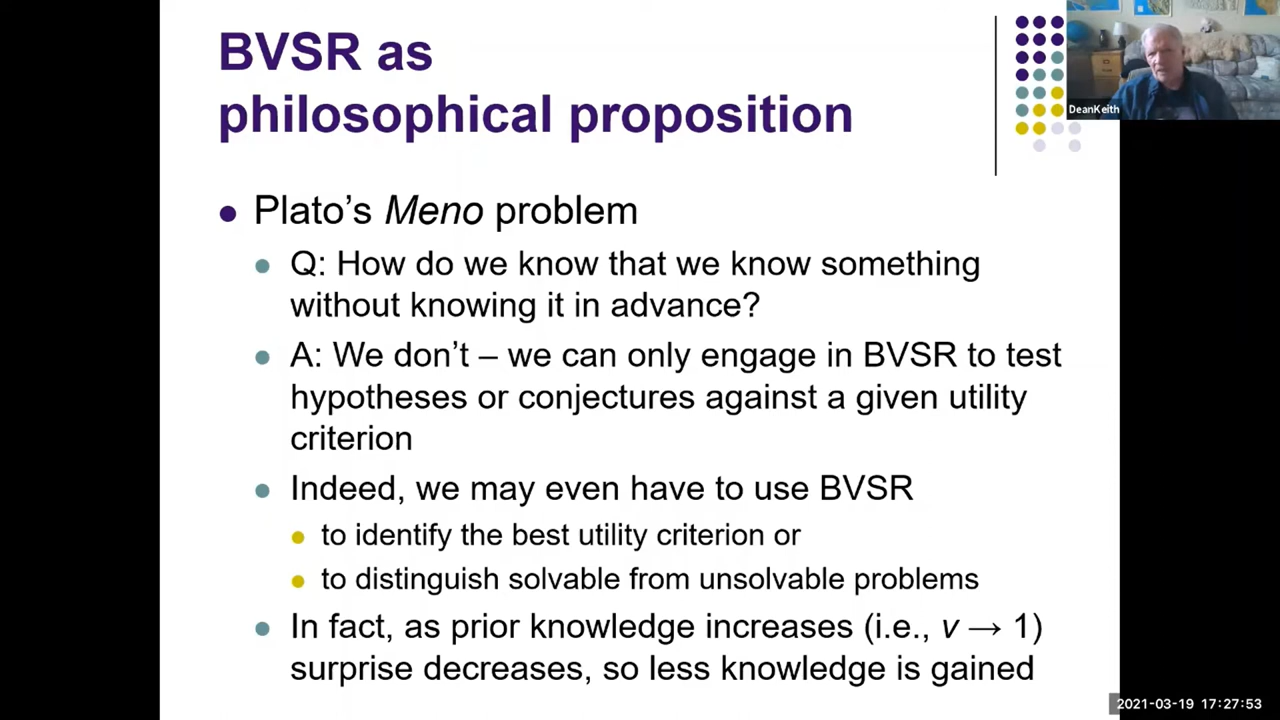 BVSR as
philosophical proposition
DeanKeith
Plato’s Meno problem
Q: How do we know that we know something
without knowing it in advance?
A: We don’t – we can only engage in BVSR to test
hypotheses or conjectures against a given utility
criterion
Indeed, we may even have to use BVSR
to identify the best utility criterion or
to distinguish solvable from unsolvable problems
In fact, as prior knowledge increases (i.e., v → 1)
surprise decreases, so less knowledge is gained
2021-03-19 17:27:53